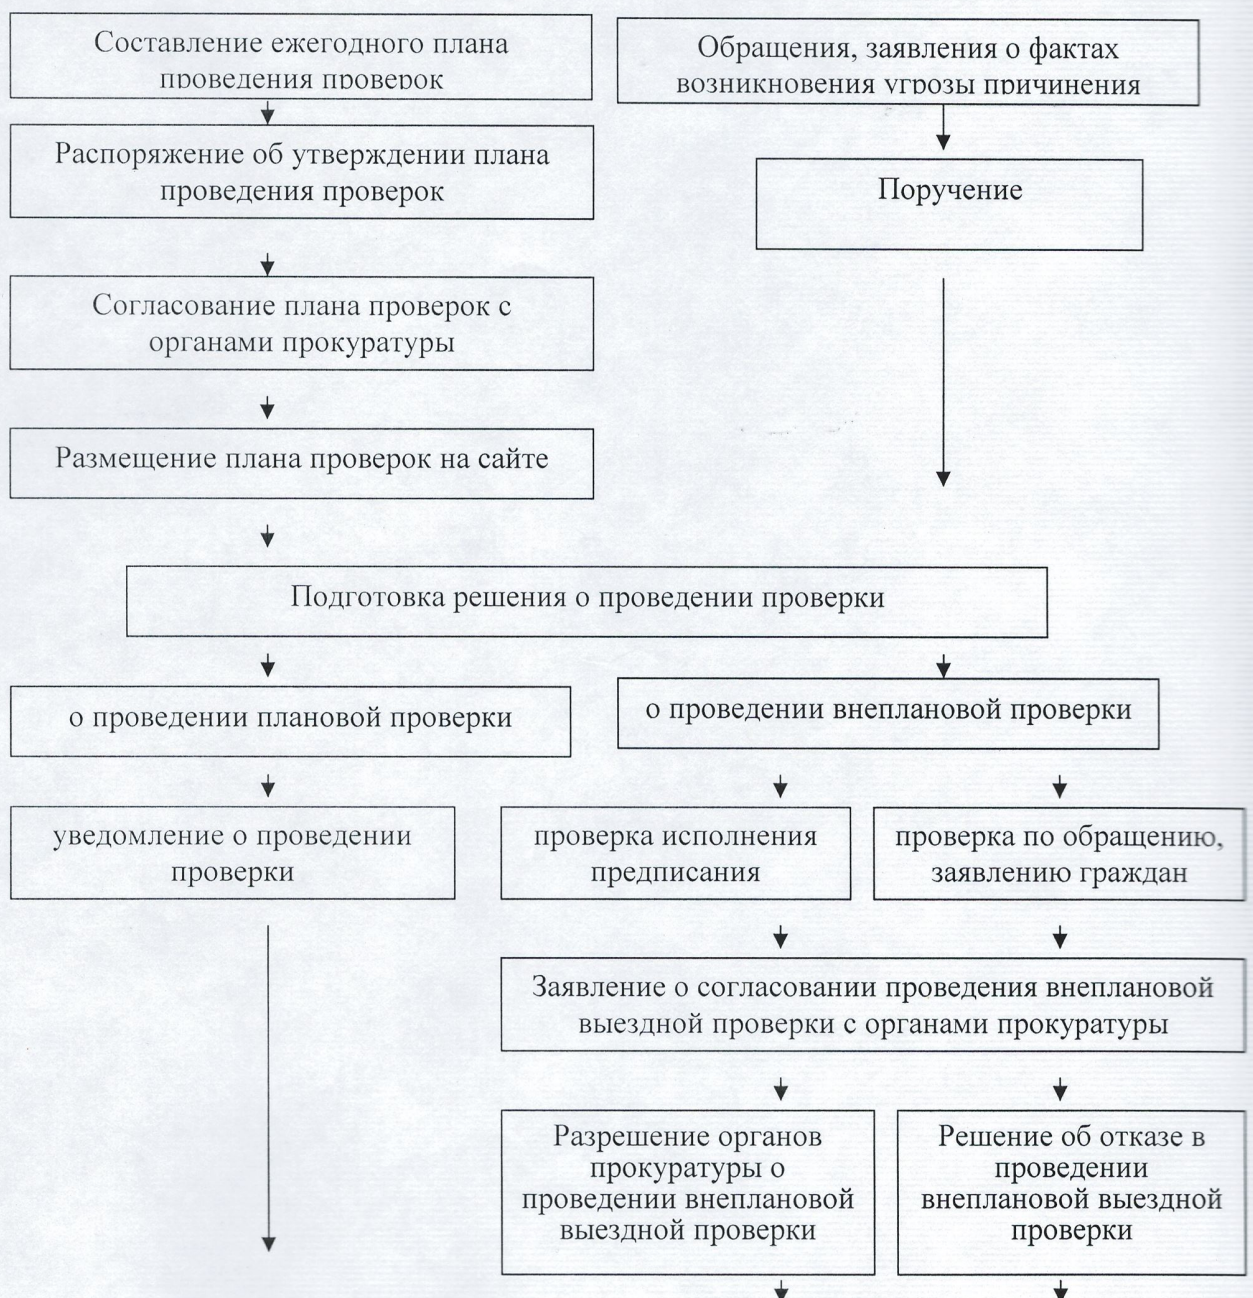 Составление ежегодного плана
проведения проверок
Обращения, заявления о фактах
возникновения угрозы причинения
Распоряжение об утверждении плана
проведения проверок
Поручение
Согласование плана проверок с
органами прокуратуры
Размещение плана проверок на сайте
Подготовка решения о проведении проверки
о проведении плановой проверки
о проведении внеплановой проверки
уведомление о проведении
проверки
проверка исполнения
предписания
проверка по обращению,
заявлению граждан
Заявление о согласовании проведения внеплановой
выездной проверки с органами прокуратуры
Разрешение органов
прокуратуры о
проведении внеплановой
выездной проверки
Решение об отказе в
проведении
внеплановой выездной
проверки